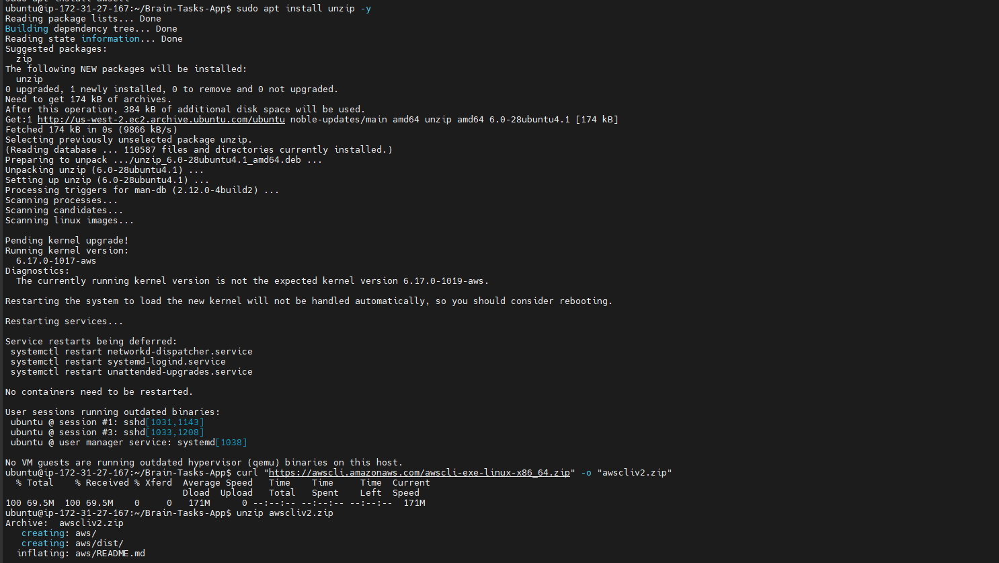 ubuntu@ip-172-31-27-167:~/Brain-Tasks-App$ sudo apt install unzip -y
Reading package lists... Done
Building dependency tree... Done
Reading state information... Done
Suggested packages:
  zip
The following NEW packages will be installed:
  unzip
0 upgraded, 1 newly installed, 0 to remove and 0 not upgraded.
Need to get 174 kB of archives.
After this operation, 384 kB of additional disk space will be used.
Get:1 http://us-west-2.ec2.archive.ubuntu.com/ubuntu noble-updates/main amd64 unzip amd64 6.0-28ubuntu4.1 [174 kB]
Fetched 174 kB in 0s (9866 kB/s)
Selecting previously unselected package unzip.
(Reading database ... 110587 files and directories currently installed.)
Preparing to unpack .../unzip_6.0-28ubuntu4.1_amd64.deb ...
Unpacking unzip (6.0-28ubuntu4.1) ...
Setting up unzip (6.0-28ubuntu4.1) ...
Processing triggers for man-db (2.12.0-4build2) ...
Scanning processes...
Scanning candidates...
Scanning linux images...

Pending kernel upgrade!
Running kernel version:
  6.17.0-1017-aws
Diagnostics:
  The currently running kernel version is not the expected kernel version 6.17.0-1019-aws.

Restarting the system to load the new kernel will not be handled automatically, so you should consider rebooting.

Restarting services...

Service restarts being deferred:
 systemctl restart networkd-dispatcher.service
 systemctl restart systemd-logind.service
 systemctl restart unattended-upgrades.service

No containers need to be restarted.

User sessions running outdated binaries:
 ubuntu @ session #1: sshd[1031,1143]
 ubuntu @ session #3: sshd[1033,1208]
 ubuntu @ user manager service: systemd[1038]

No VM guests are running outdated hypervisor (qemu) binaries on this host.
ubuntu@ip-172-31-27-167:~/Brain-Tasks-App$ curl "https://awscli.amazonaws.com/awscli-exe-linux-x86_64.zip" -o "awscliv2.zip"
  % Total    % Received % Xferd  Average Speed   Time    Time     Time  Current
                                 Dload  Upload   Total   Spent    Left  Speed
100 69.5M  100 69.5M    0     0   171M      0 --:--:-- --:--:-- --:--:--  171M
ubuntu@ip-172-31-27-167:~/Brain-Tasks-App$ unzip awscliv2.zip
Archive:  awscliv2.zip
   creating: aws/
   creating: aws/dist/
  inflating: aws/README.md